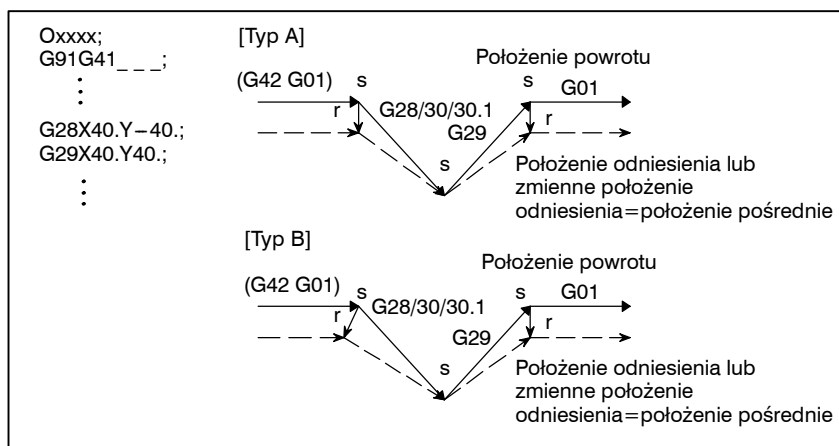 Oxxxx;
G91G41_ _ _;
G28X40.Y-40.;
G29X40.Y40.;
[Typ A]
Położenie powrotu
(G42 G01)
s
s
G01
r
G28/30/30.1
r
G29
s
Położenie odniesienia lub
zmienne położenie
odniesienia=położenie pośrednie
[Typ B]
Położenie powrotu
(G42 G01)
s
s
G01
r
G28/30/30.1
r
G29
s
Położenie odniesienia lub
zmienne położenie
odniesienia=położenie pośrednie